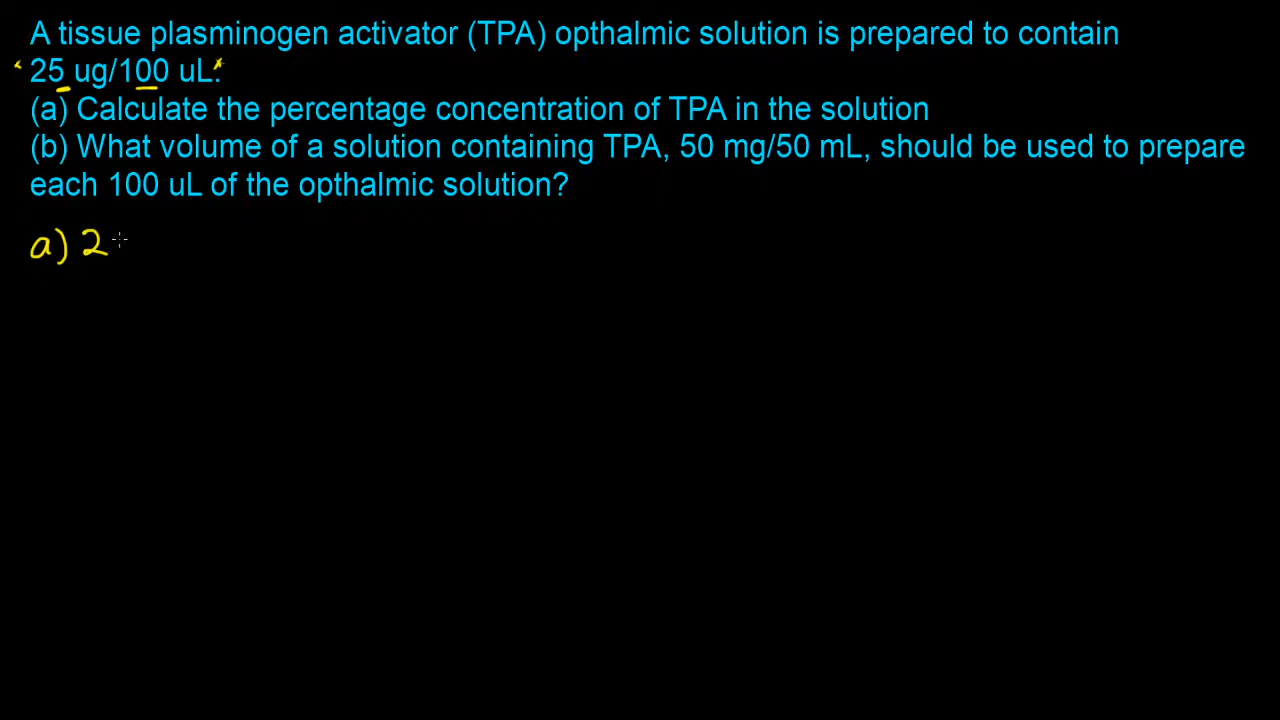 A tissue plasminogen activator (TPA) opthalmic solution is prepared to contain
25 ug/100 uL.
(a) Calculate the percentage concentration of TPA in the solution
(b) What volume of a solution containing TPA, 50 mg/50 mL, should be used to prepare
each 100 uL of the opthalmic solution?
a) 2